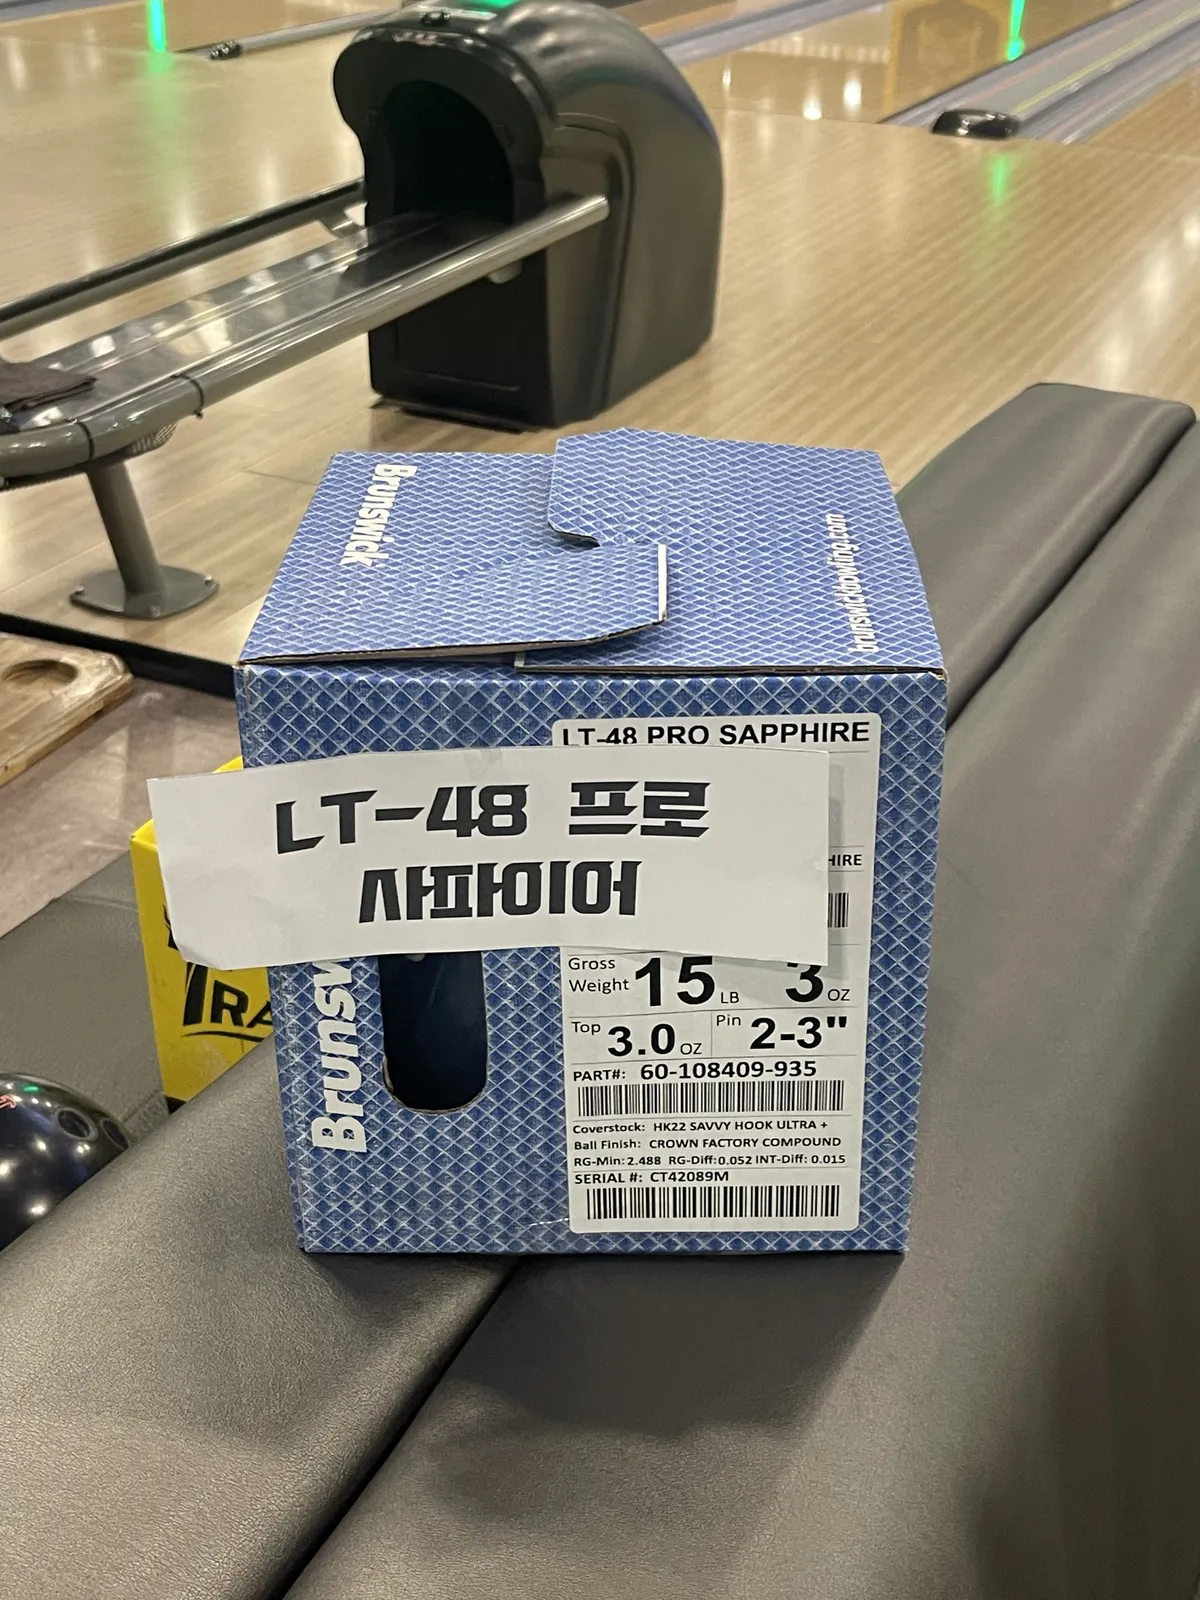 Brunswick
brunswickbowling.com
LT-48 PRO SAPPHIRE
LT-48 프로
사파이어
HIRE
Gross
Weight 15 LB 3 OZ
Top 3.0 OZ Pin 2-3"
PART#: 60-108409-935
Coverstock: HK22 SAVVY HOOK ULTRA +
Ball Finish: CROWN FACTORY COMPOUND
RG-Min: 2.488 RG-Diff: 0.052 INT-Diff: 0.015
SERIAL #: CT42089M
Brunsw
TRA